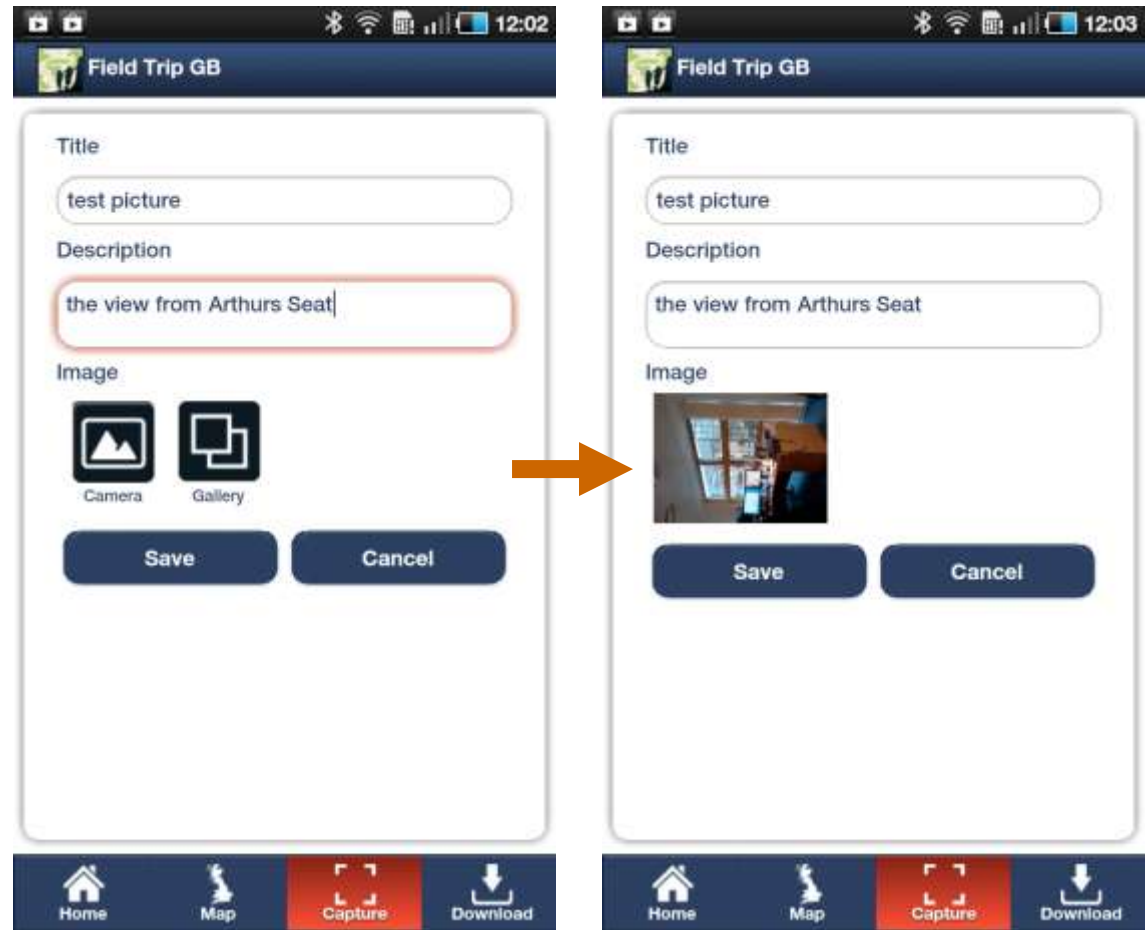 12:02
Field Trip GB
Title
test picture
Description
the view from Arthurs Seat
Image
Camera Gallery
Save Cancel
Home Map Capture Download
12:03
Field Trip GB
Title
test picture
Description
the view from Arthurs Seat
Image
Save Cancel
Home Map Capture Download